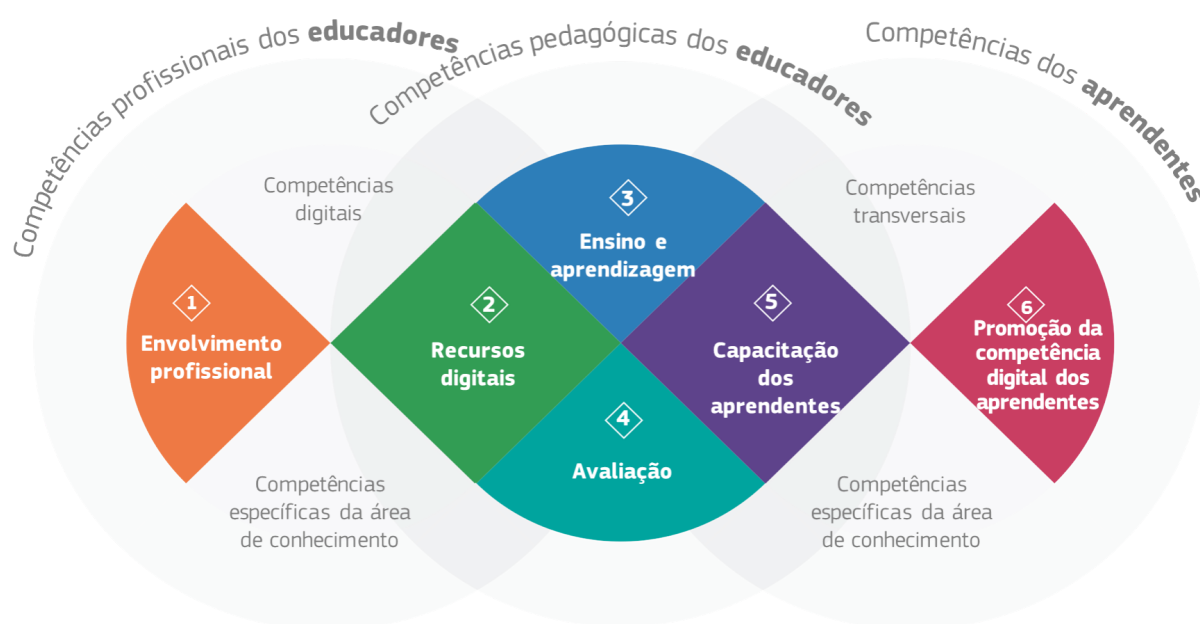 Competências profissionais dos educadores
Competências pedagógicas dos educadores
Competências dos aprendentes
Competências
digitais
Competências
transversais
1
Envolvimento
profissional
2
Recursos
digitais
3
Ensino e
aprendizagem
4
Avaliação
5
Capacitação
dos
aprendentes
6
Promoção da
competência
digital dos
aprendentes
Competências
específicas da área
de conhecimento
Competências
específicas da área
de conhecimento